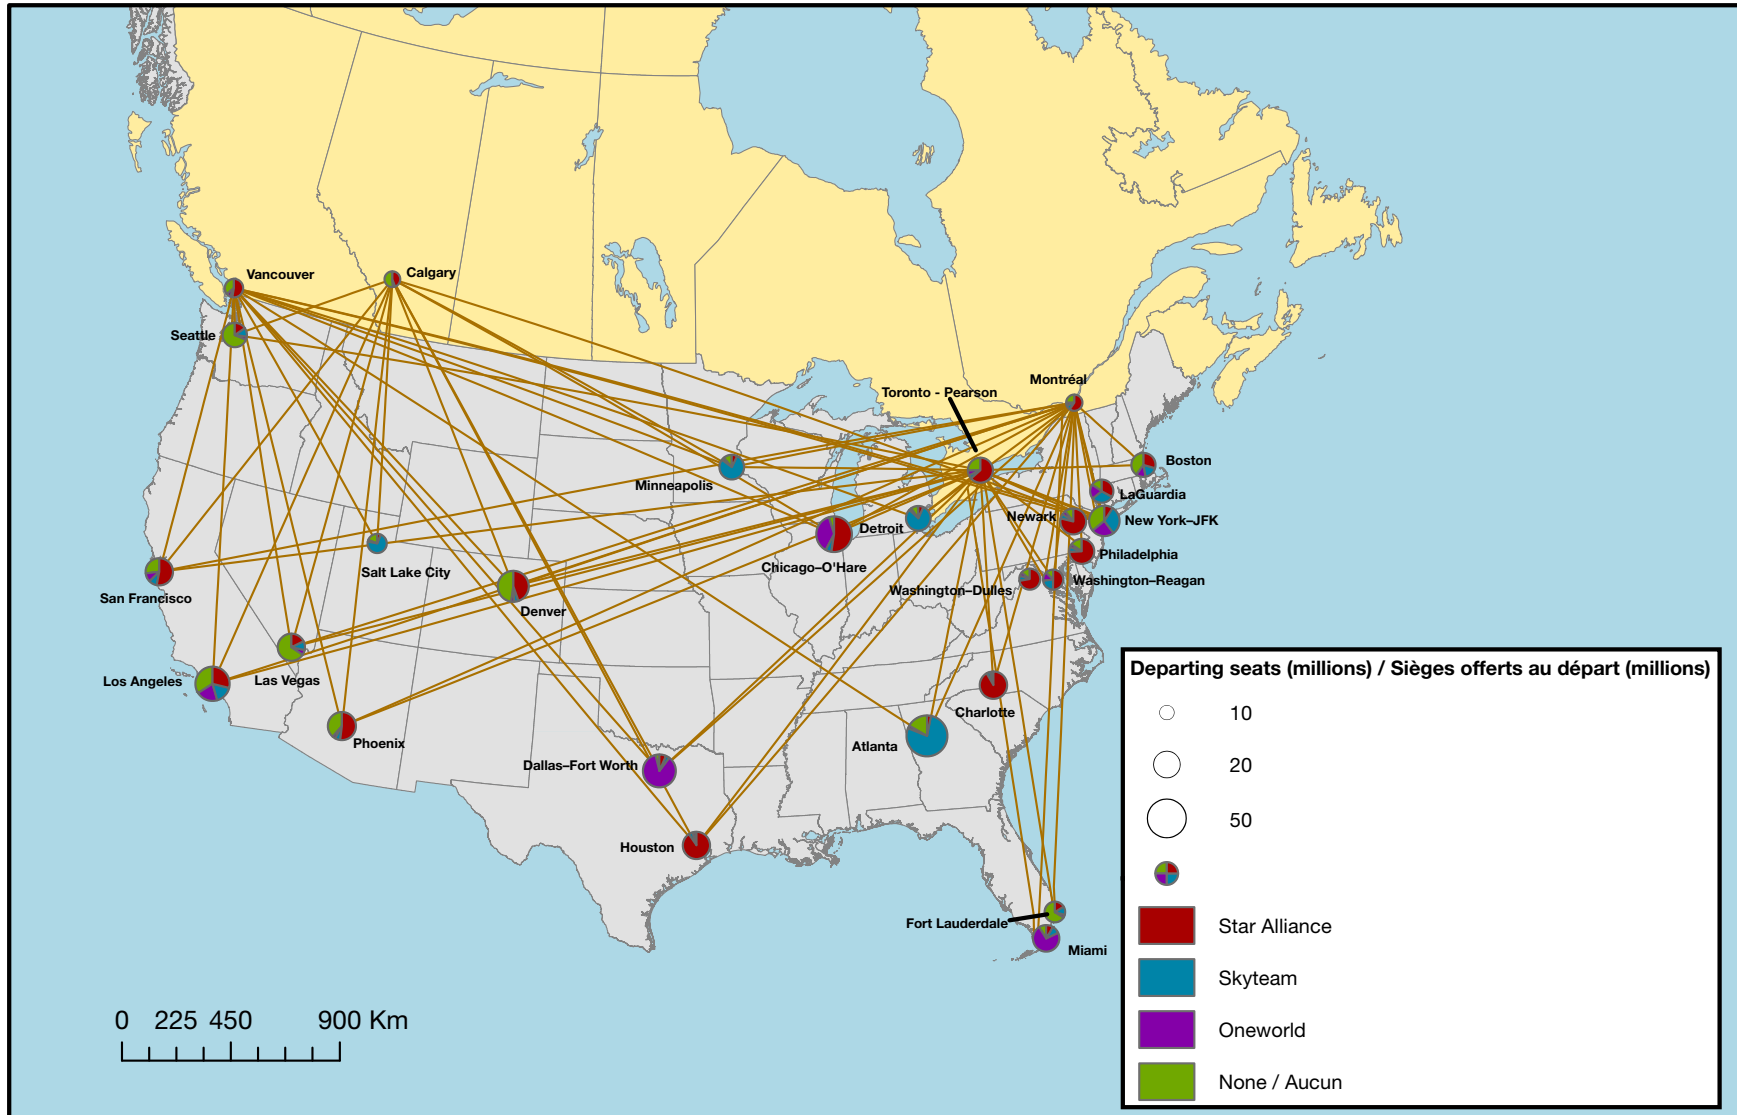 Vancouver
Calgary
Seattle
Montréal
Toronto - Pearson
Boston
Minneapolis
LaGuardia
Detroit
Newark
New York–JFK
Philadelphia
Chicago–O'Hare
Salt Lake City
Washington–Reagan
Washington–Dulles
San Francisco
Denver
Los Angeles
Las Vegas
Charlotte
Phoenix
Atlanta
Dallas–Fort Worth
Houston
Fort Lauderdale
Miami
0 225 450 900 Km
Departing seats (millions) / Sièges offerts au départ (millions)
10
20
50
Star Alliance
Skyteam
Oneworld
None / Aucun